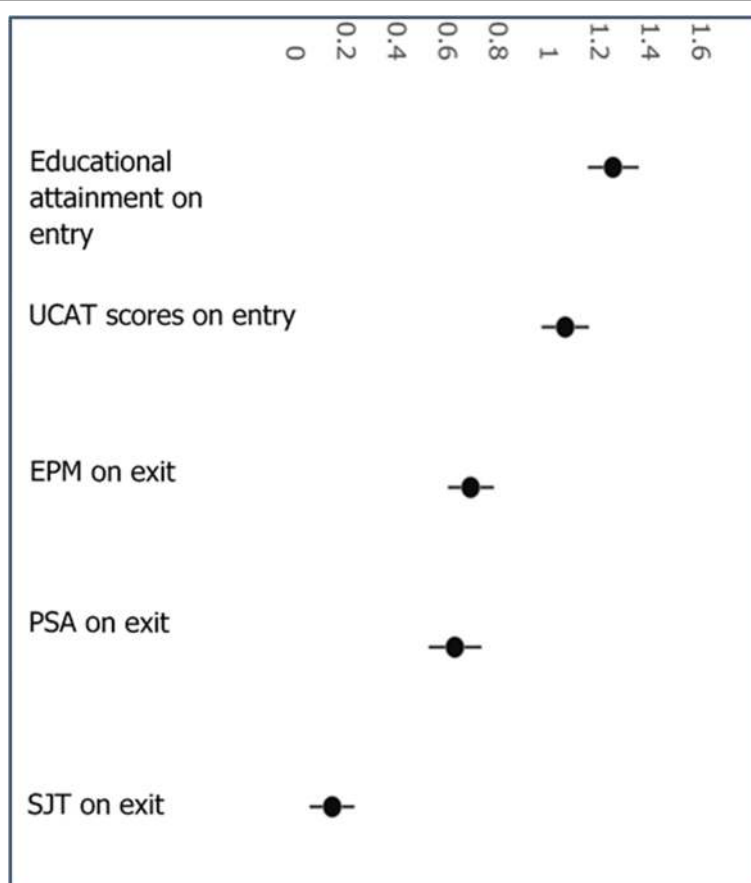 0 0.2 0.4 0.6 0.8 1 1.2 1.4 1.6
Educational
attainment on
entry
UCAT scores on entry
EPM on exit
PSA on exit
SJT on exit